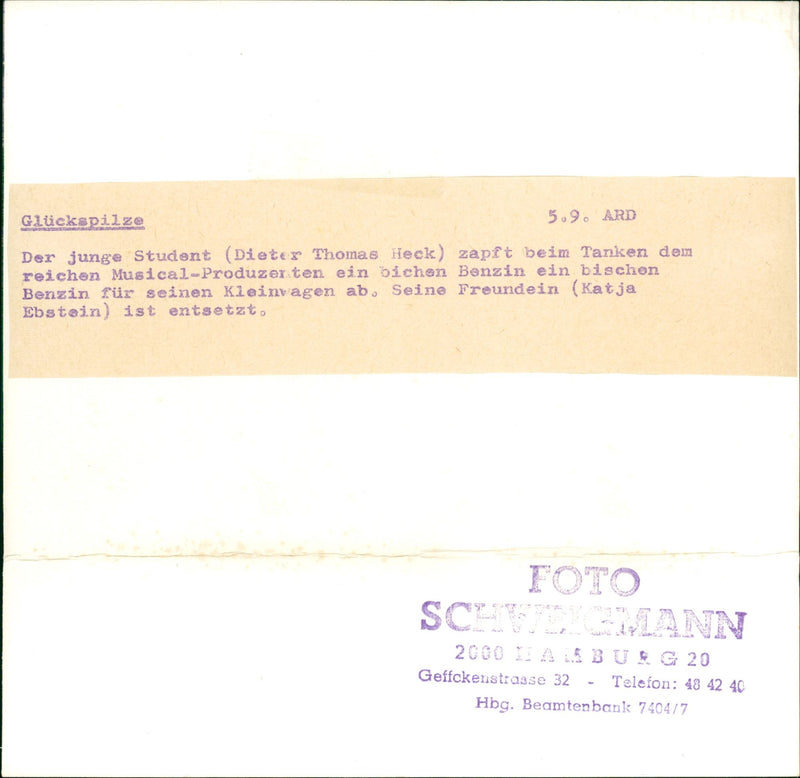 Glückspilze 5.9. ARD
Der junge Student (Dieter Thomas Heck) zapft beim Tanken dem
reichen Musical-Produzenten ein bichen Benzin ein bischen
Benzin für seinen Kleinwagen ab. Seine Freundein (Katja
Ebstein) ist entsetzt.
FOTO
SCHWEIGMANN
2000 HAMBURG 20
Geffckenstrasse 32 - Telefon: 48 42 40
Hbg. Beamtenbank 7404/7